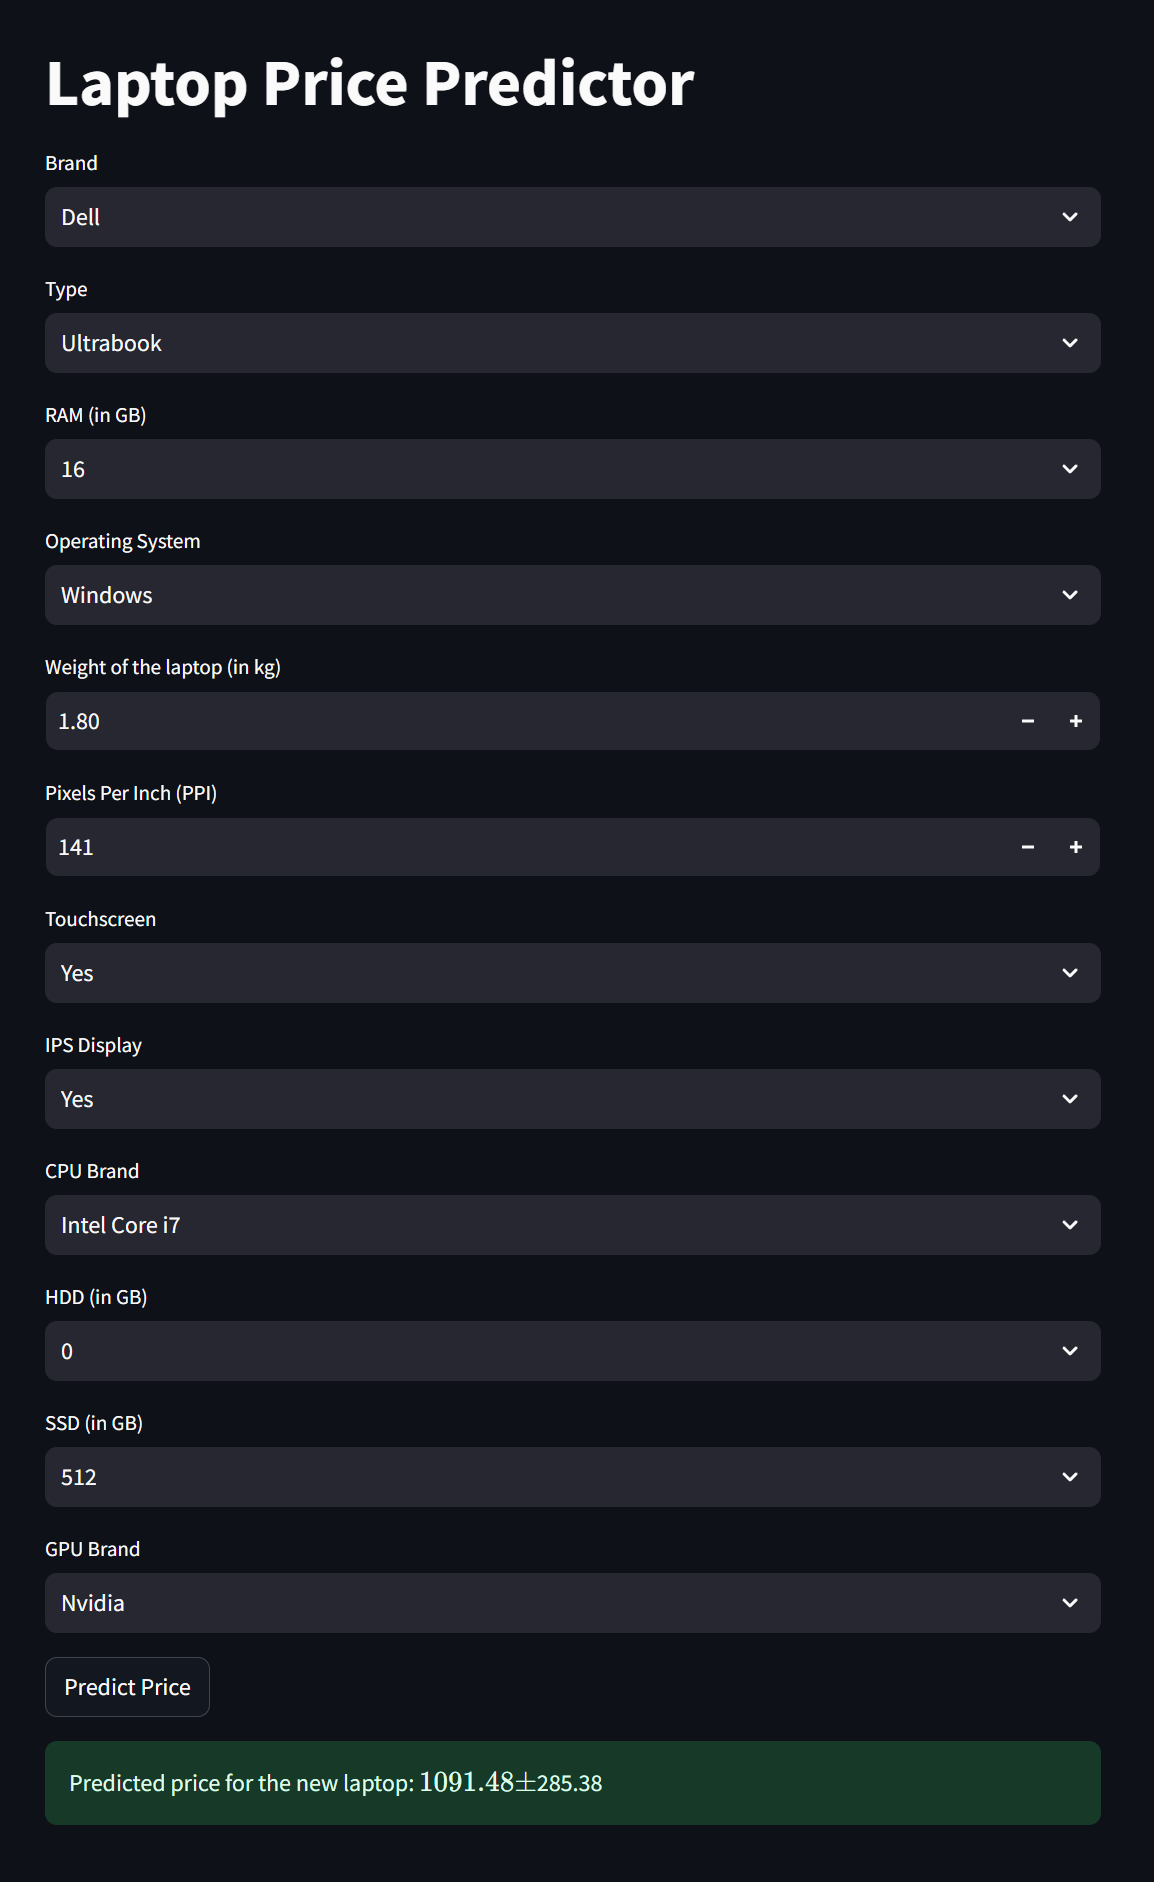 Laptop Price Predictor
Brand
Dell
Type
Ultrabook
RAM (in GB)
16
Operating System
Windows
Weight of the laptop (in kg)
1.80
Pixels Per Inch (PPI)
141
Touchscreen
Yes
IPS Display
Yes
CPU Brand
Intel Core i7
HDD (in GB)
0
SSD (in GB)
512
GPU Brand
Nvidia
Predict Price
Predicted price for the new laptop: 1091.48±285.38